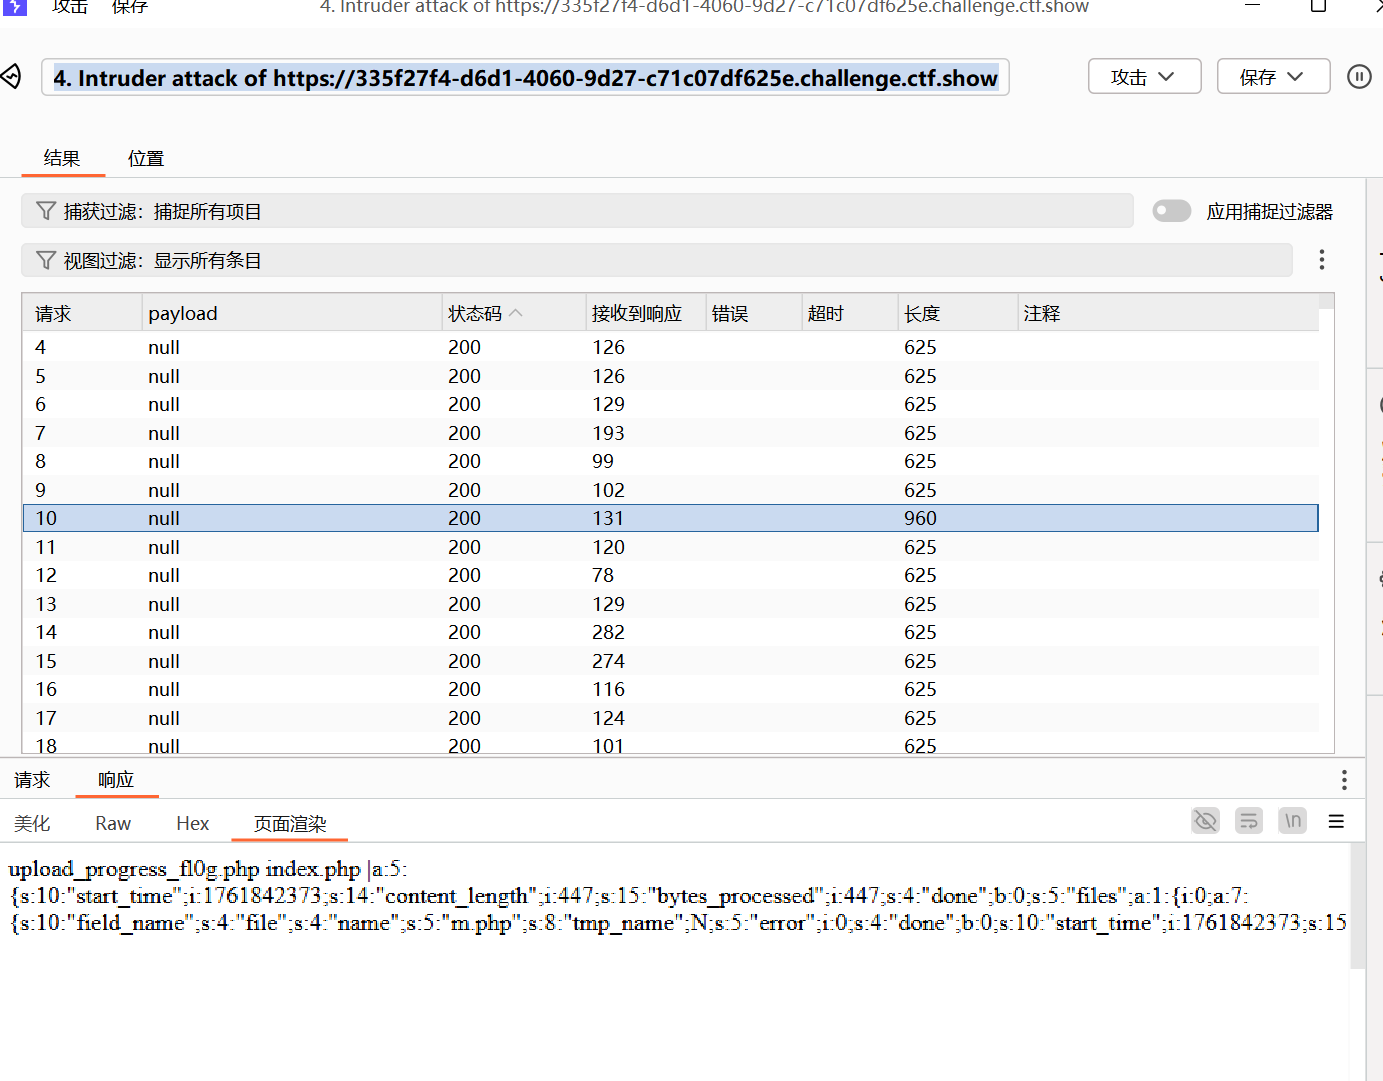 攻击 保存 4. Intruder attack of https://335f27f4-d6d1-4060-9d27-c71c07df625e.challenge.ctf.show
4. Intruder attack of https://335f27f4-d6d1-4060-9d27-c71c07df625e.challenge.ctf.show 攻击 保存
结果 位置
捕获过滤：捕捉所有项目 应用捕捉过滤器
视图过滤：显示所有条目
请求 payload 状态码 接收到响应 错误 超时 长度 注释
4 null 200 126 625
5 null 200 126 625
6 null 200 129 625
7 null 200 193 625
8 null 200 99 625
9 null 200 102 625
10 null 200 131 960
11 null 200 120 625
12 null 200 78 625
13 null 200 129 625
14 null 200 282 625
15 null 200 274 625
16 null 200 116 625
17 null 200 124 625
18 null 200 101 625
请求 响应
美化 Raw Hex 页面渲染 \n
upload_progress_fl0g.php index.php |a:5:
{s:10:"start_time";i:1761842373;s:14:"content_length";i:447;s:15:"bytes_processed";i:447;s:4:"done";b:0;s:5:"files";a:1:{i:0;a:7:
{s:10:"field_name";s:4:"file";s:4:"name";s:5:"m.php";s:8:"tmp_name";N;s:5:"error";i:0;s:4:"done";b:0;s:10:"start_time";i:1761842373;s:15